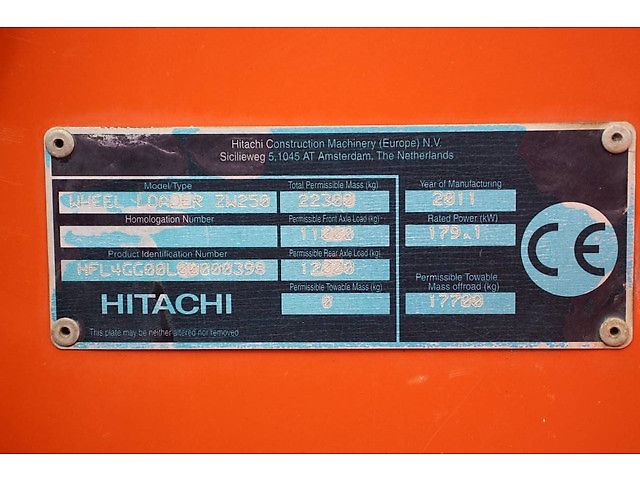 Hitachi Construction Machinery (Europe) N.V.
Sicilieweg 5, 1045 AT Amsterdam, The Netherlands
Model/Type
WHEEL LOADER ZW250
Homologation Number
Product Identification Number
HITACHI
This plate may be neither altered nor removed
Total Permissible Mass (kg)
22300
Permissible Front Axle Load (kg)
11000
Permissible Rear Axle Load (kg)
Permissible Towable Mass (kg)
0
Year of Manufacturing
2011
Rated Power (kW)
179.1
Permissible Towable
Mass offroad (kg)
17700
CE